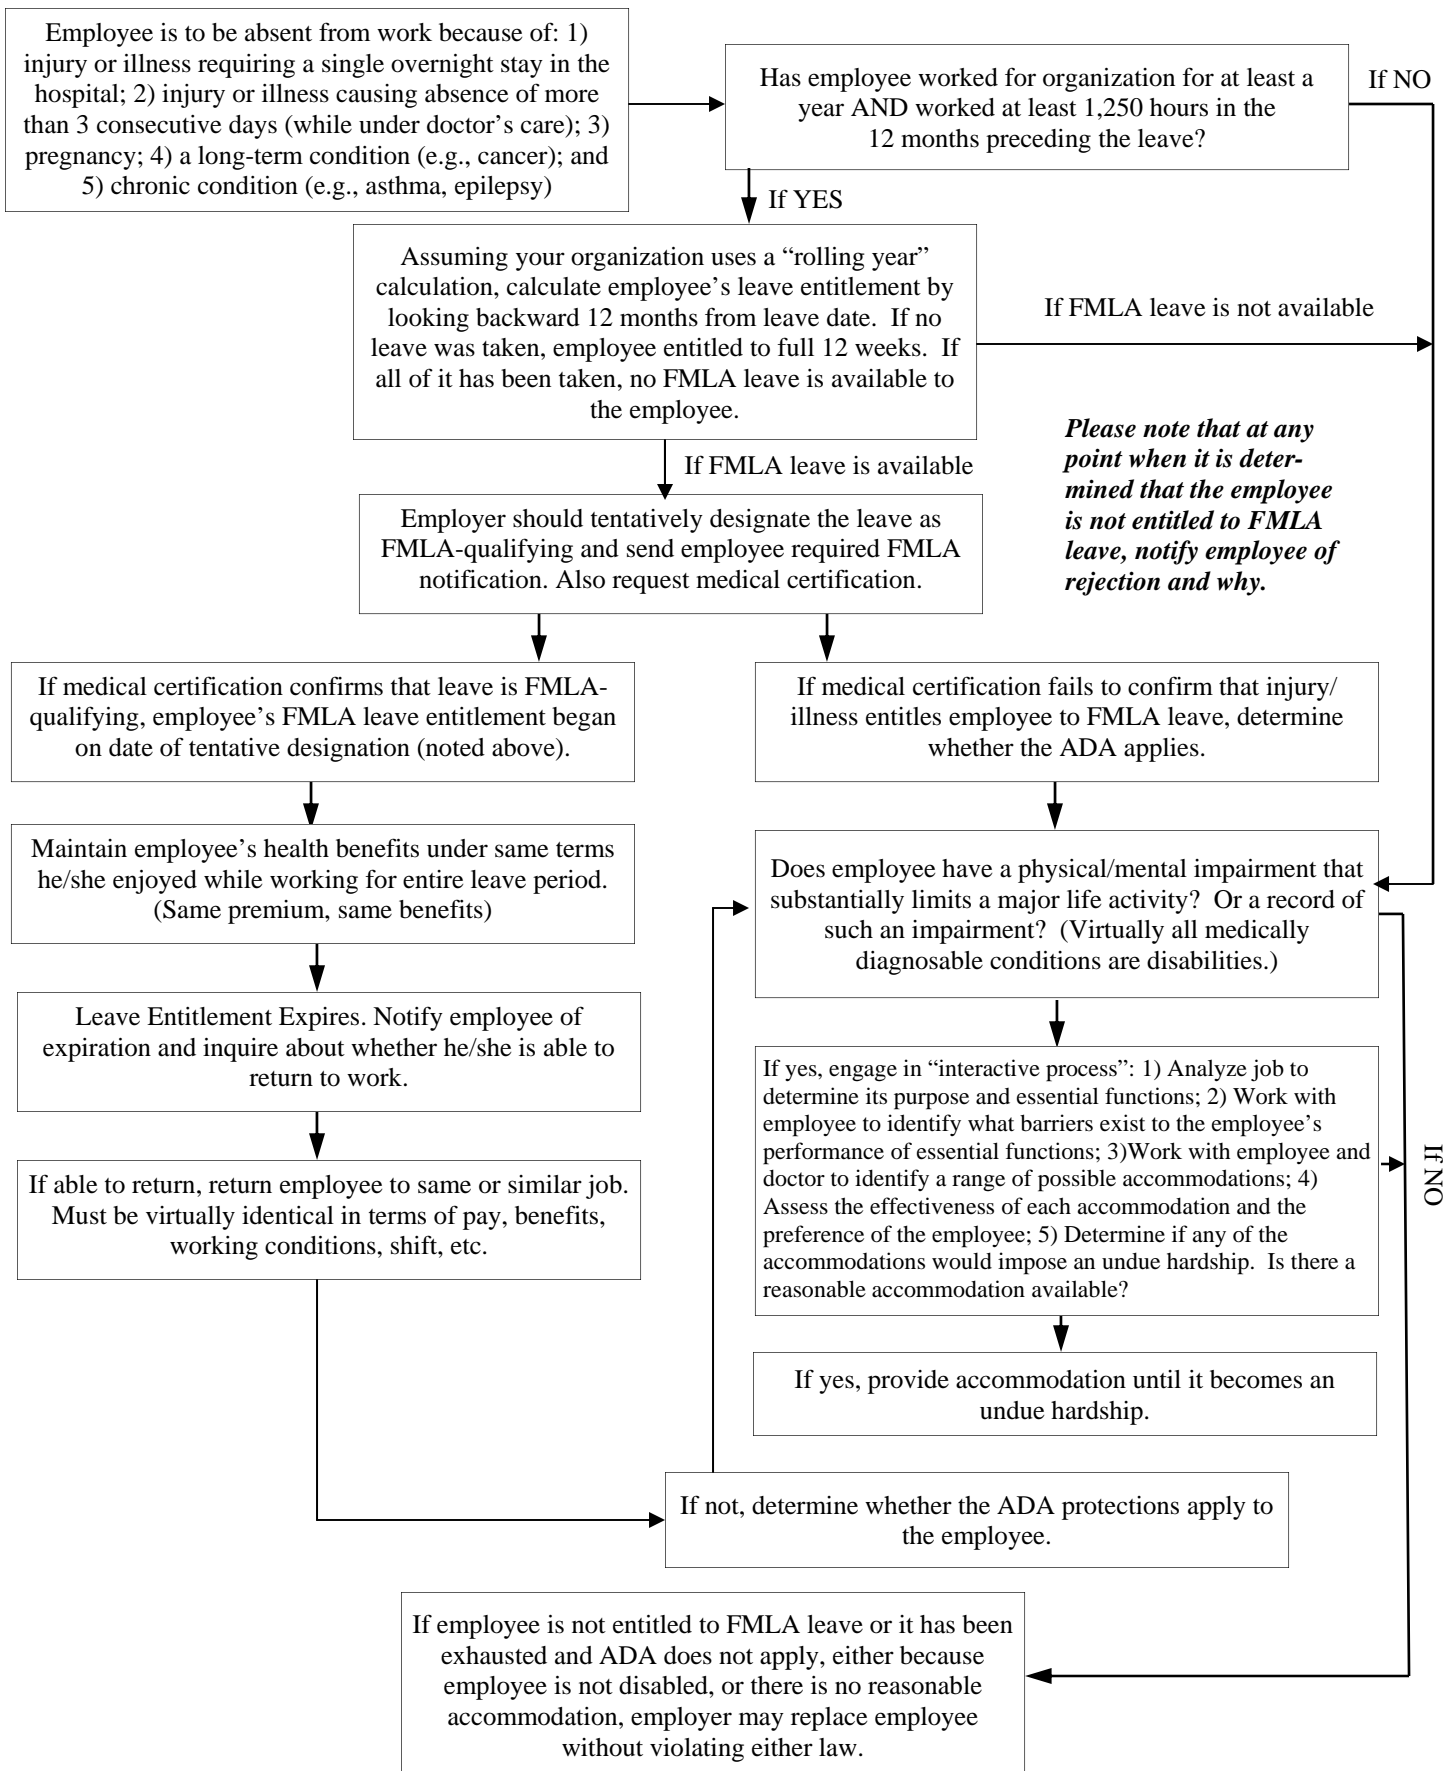 Employee is to be absent from work because of: 1)
injury or illness requiring a single overnight stay in the
hospital; 2) injury or illness causing absence of more
than 3 consecutive days (while under doctor’s care); 3)
pregnancy; 4) a long-term condition (e.g., cancer); and
5) chronic condition (e.g., asthma, epilepsy)
Has employee worked for organization for at least a
year AND worked at least 1,250 hours in the
12 months preceding the leave?
If NO
If YES
Assuming your organization uses a “rolling year”
calculation, calculate employee’s leave entitlement by
looking backward 12 months from leave date. If no
leave was taken, employee entitled to full 12 weeks. If
all of it has been taken, no FMLA leave is available to
the employee.
If FMLA leave is not available
Please note that at any
point when it is deter-
mined that the employee
is not entitled to FMLA
leave, notify employee of
rejection and why.
If FMLA leave is available
Employer should tentatively designate the leave as
FMLA-qualifying and send employee required FMLA
notification. Also request medical certification.
If medical certification confirms that leave is FMLA-
qualifying, employee’s FMLA leave entitlement began
on date of tentative designation (noted above).
If medical certification fails to confirm that injury/
illness entitles employee to FMLA leave, determine
whether the ADA applies.
Maintain employee’s health benefits under same terms
he/she enjoyed while working for entire leave period.
(Same premium, same benefits)
Does employee have a physical/mental impairment that
substantially limits a major life activity? Or a record of
such an impairment? (Virtually all medically
diagnosable conditions are disabilities.)
Leave Entitlement Expires. Notify employee of
expiration and inquire about whether he/she is able to
return to work.
If yes, engage in “interactive process”: 1) Analyze job to
determine its purpose and essential functions; 2) Work with
employee to identify what barriers exist to the employee’s
performance of essential functions; 3)Work with employee and
doctor to identify a range of possible accommodations; 4)
Assess the effectiveness of each accommodation and the
preference of the employee; 5) Determine if any of the
accommodations would impose an undue hardship. Is there a
reasonable accommodation available?
If NO
If able to return, return employee to same or similar job.
Must be virtually identical in terms of pay, benefits,
working conditions, shift, etc.
If yes, provide accommodation until it becomes an
undue hardship.
If not, determine whether the ADA protections apply to
the employee.
If employee is not entitled to FMLA leave or it has been
exhausted and ADA does not apply, either because
employee is not disabled, or there is no reasonable
accommodation, employer may replace employee
without violating either law.